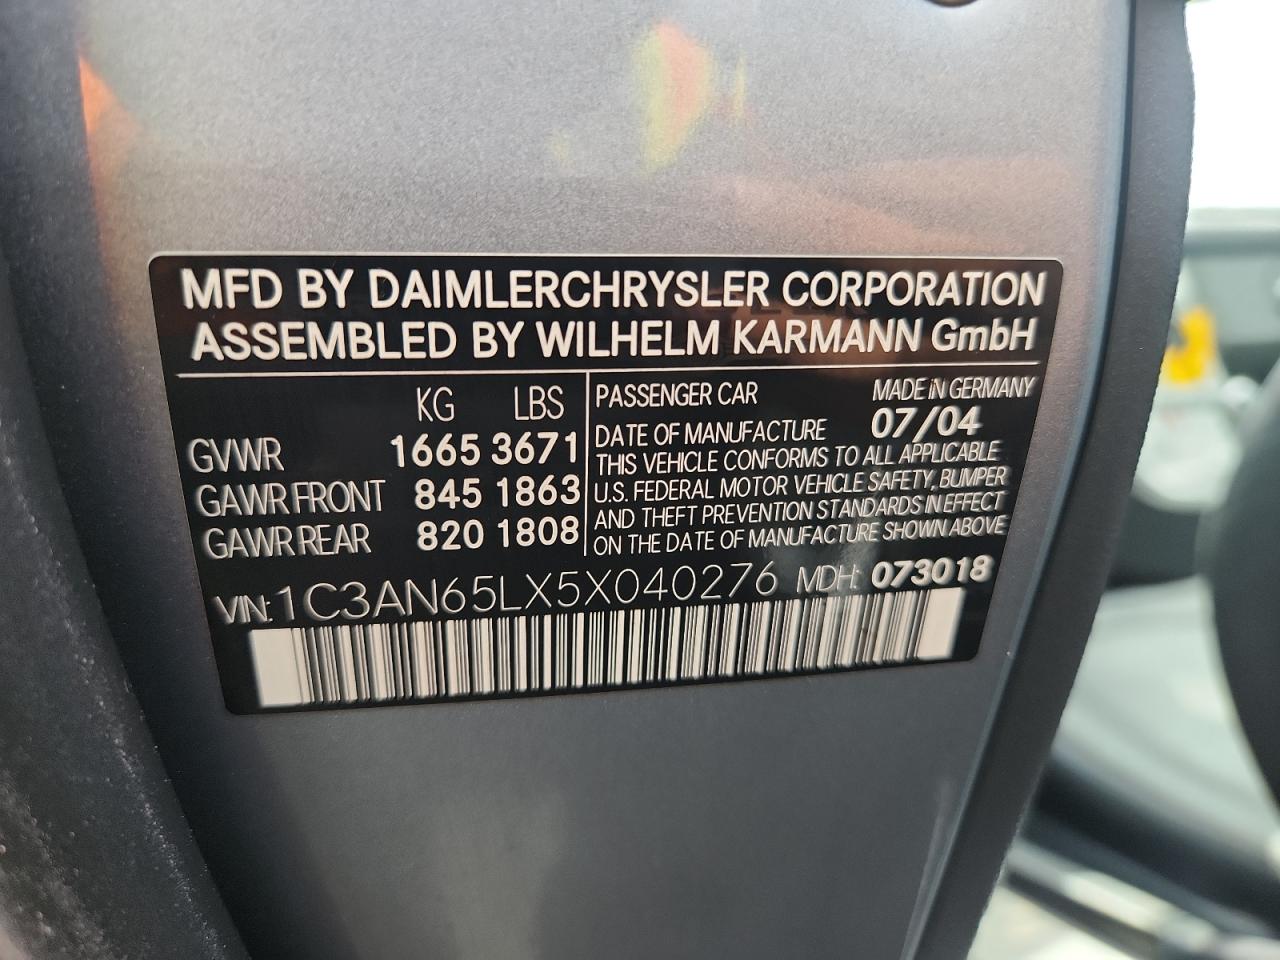 MFD BY DAIMLERCHRYSLER CORPORATION
ASSEMBLED BY WILHELM KARMANN GmbH
KG LBS
GVWR 1665 3671
GAWR FRONT 845 1863
GAWR REAR 820 1808
PASSENGER CAR MADE IN GERMANY
DATE OF MANUFACTURE 07/04
THIS VEHICLE CONFORMS TO ALL APPLICABLE
U.S. FEDERAL MOTOR VEHICLE SAFETY, BUMPER
AND THEFT PREVENTION STANDARDS IN EFFECT
ON THE DATE OF MANUFACTURE SHOWN ABOVE
VIN: 1C3AN65LX5X040276 MDH: 073018